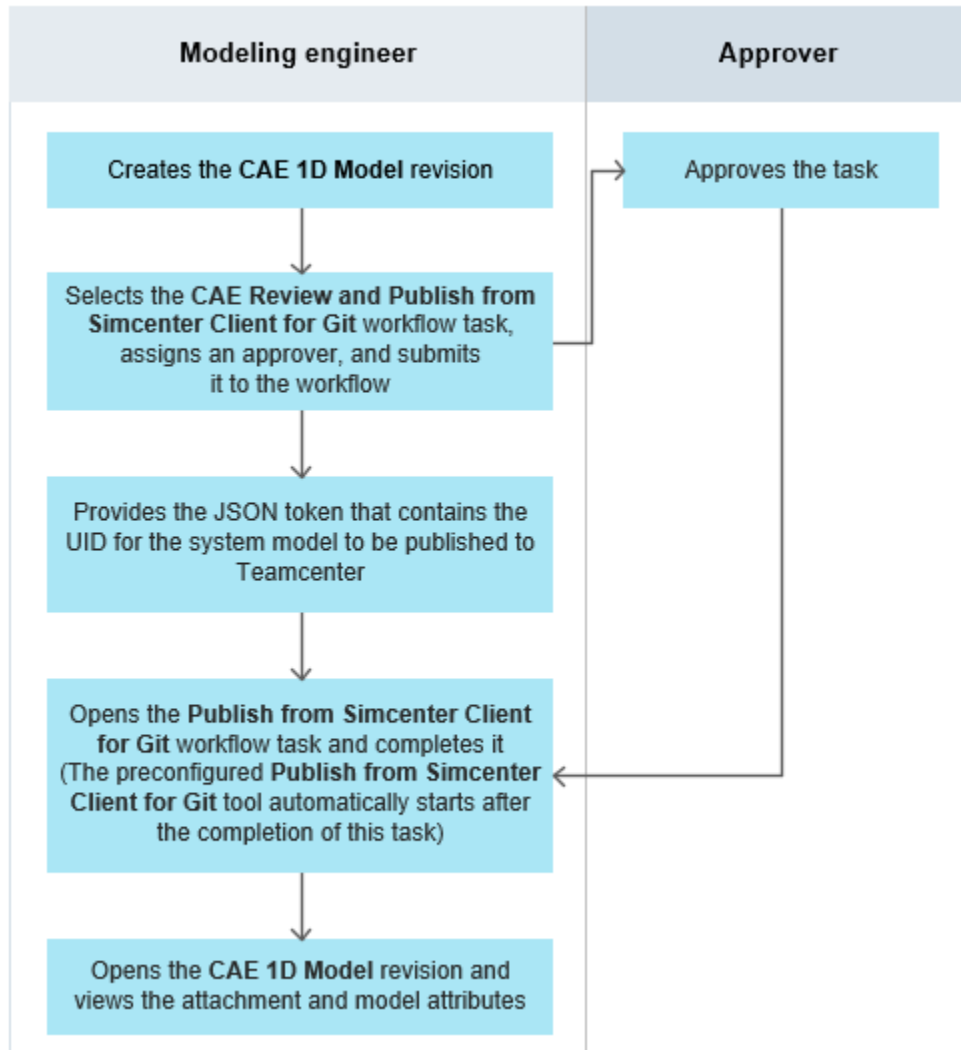 Modeling engineer
Approver
Creates the CAE 1D Model revision
Approves the task
Selects the CAE Review and Publish from
Simcenter Client for Git workflow task,
assigns an approver, and submits
it to the workflow
Provides the JSON token that contains the
UID for the system model to be published to
Teamcenter
Opens the Publish from Simcenter Client
for Git workflow task and completes it
(The preconfigured Publish from Simcenter
Client for Git tool automatically starts after
the completion of this task)
Opens the CAE 1D Model revision and
views the attachment and model attributes